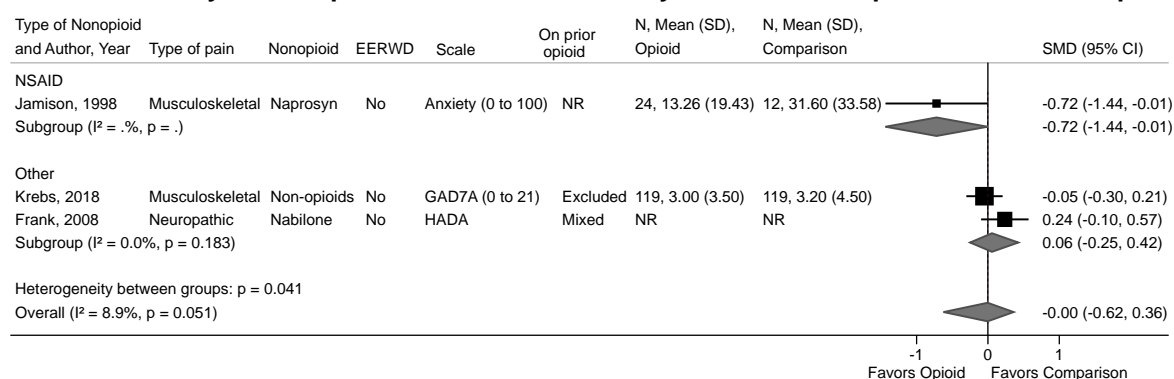 Type of Nonopioid and Author, Year Type of pain Nonopioid EERWD Scale On prior opioid N, Mean (SD), Opioid N, Mean (SD), Comparison SMD (95% CI)
NSAID
Jamison, 1998 Musculoskeletal Naprosyn No Anxiety (0 to 100) NR 24, 13.26 (19.43) 12, 31.60 (33.58) -0.72 (-1.44, -0.01)
Subgroup (I² = .%, p = .) -0.72 (-1.44, -0.01)
Other
Krebs, 2018 Musculoskeletal Non-opioids No GAD7A (0 to 21) Excluded 119, 3.00 (3.50) 119, 3.20 (4.50) -0.05 (-0.30, 0.21)
Frank, 2008 Neuropathic Nabilone No HADA Mixed NR NR 0.24 (-0.10, 0.57)
Subgroup (I² = 0.0%, p = 0.183) 0.06 (-0.25, 0.42)
Heterogeneity between groups: p = 0.041
Overall (I² = 8.9%, p = 0.051) -0.00 (-0.62, 0.36)
-1 0 1
Favors Opioid Favors Comparison